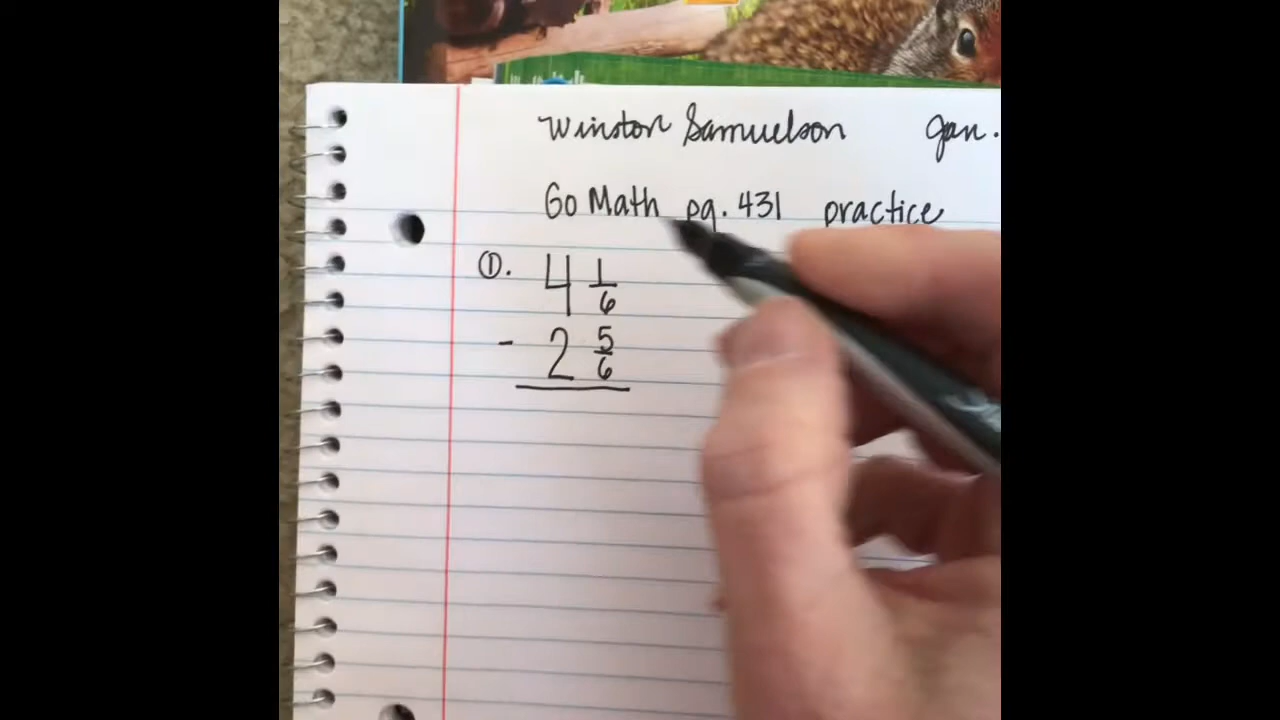 Winston Samuelson Jan.
Go Math pg. 431 practice
①. 4 1/6
- 2 5/6